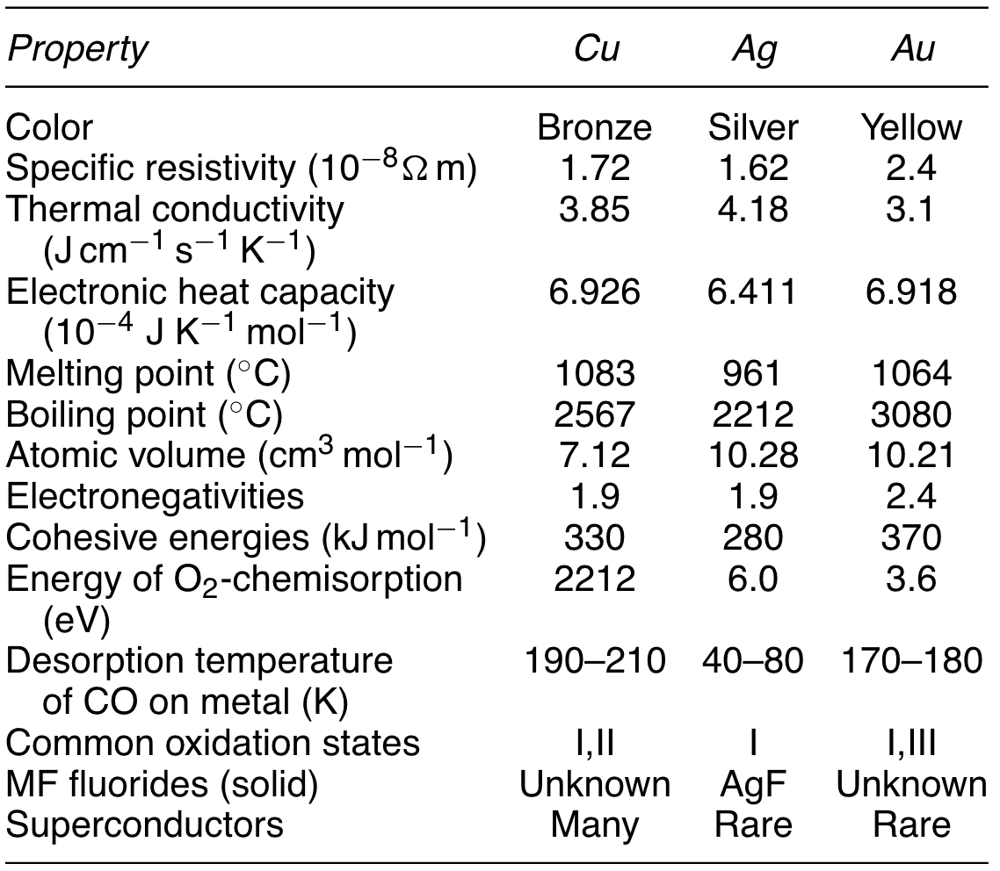 Property Cu Ag Au
Color Bronze Silver Yellow
Specific resistivity (10⁻⁸ Ω m) 1.72 1.62 2.4
Thermal conductivity 3.85 4.18 3.1
(J cm⁻¹ s⁻¹ K⁻¹)
Electronic heat capacity 6.926 6.411 6.918
(10⁻⁴ J K⁻¹ mol⁻¹)
Melting point (°C) 1083 961 1064
Boiling point (°C) 2567 2212 3080
Atomic volume (cm³ mol⁻¹) 7.12 10.28 10.21
Electronegativities 1.9 1.9 2.4
Cohesive energies (kJ mol⁻¹) 330 280 370
Energy of O₂-chemisorption 2212 6.0 3.6
(eV)
Desorption temperature 190–210 40–80 170–180
of CO on metal (K)
Common oxidation states I,II I I,III
MF fluorides (solid) Unknown AgF Unknown
Superconductors Many Rare Rare